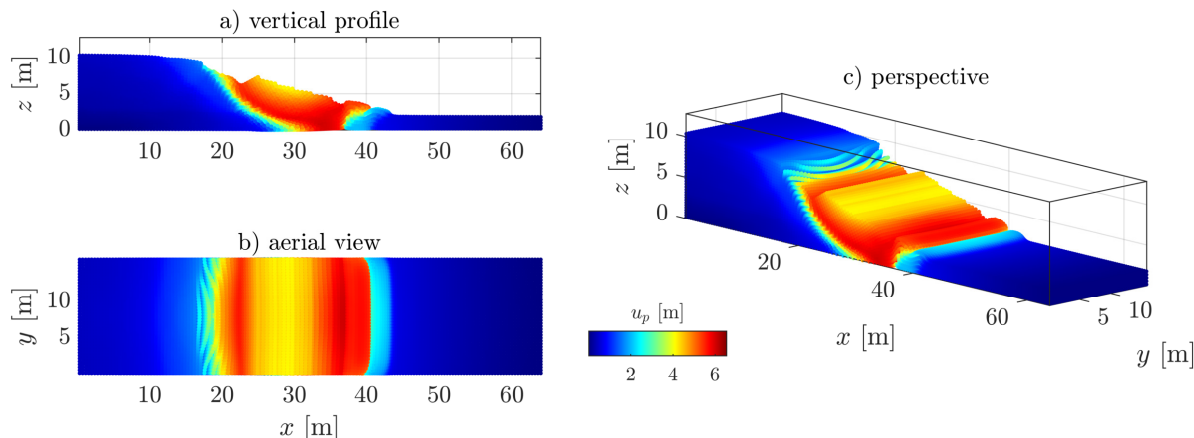 a) vertical profile
z [m]
10
5
0
10 20 30 40 50 60
b) aerial view
y [m]
10
5
10 20 30 40 50 60
x [m]
c) perspective
z [m]
10
5
0
20
40
60
5
10
x [m]
y [m]
u_p [m]
2 4 6